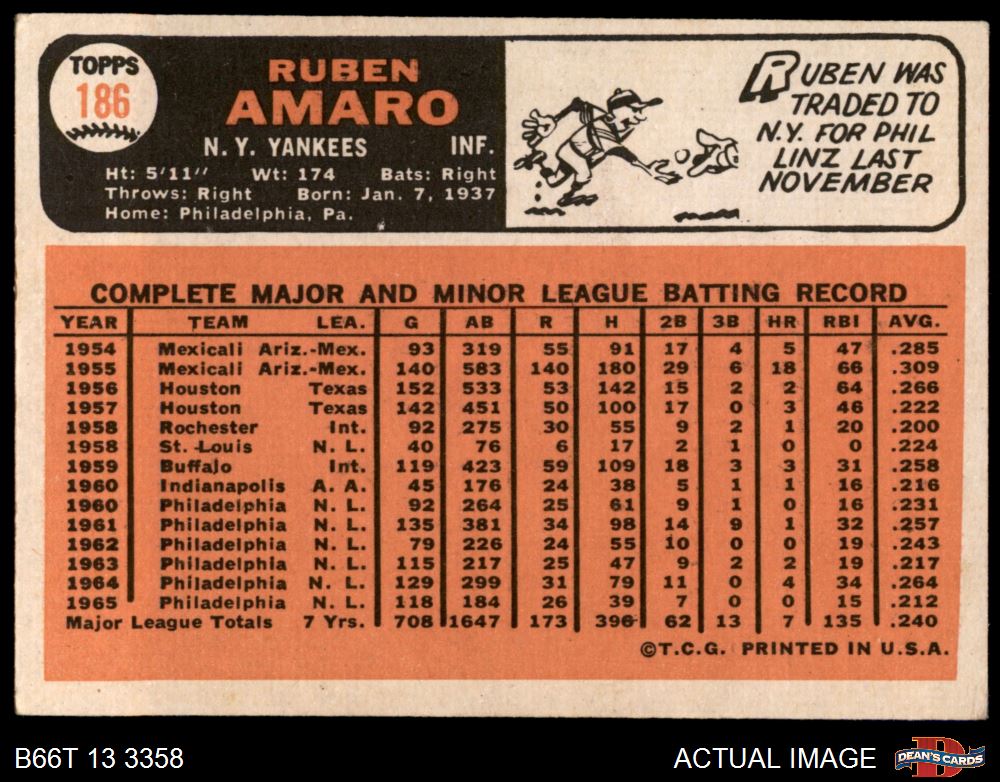 TOPPS
186
RUBEN
AMARO
N. Y. YANKEES INF.
Ht: 5'11" Wt: 174 Bats: Right
Throws: Right Born: Jan. 7, 1937
Home: Philadelphia, Pa.
RUBEN WAS
TRADED TO
N.Y. FOR PHIL
LINZ LAST
NOVEMBER
COMPLETE MAJOR AND MINOR LEAGUE BATTING RECORD
YEAR TEAM LEA. G AB R H 2B 3B HR RBI AVG.
1954 Mexicali Ariz.-Mex. 93 319 55 91 17 4 5 47 .285
1955 Mexicali Ariz.-Mex. 140 583 140 180 29 6 18 66 .309
1956 Houston Texas 152 533 53 142 15 2 2 64 .266
1957 Houston Texas 142 451 50 100 17 0 3 46 .222
1958 Rochester Int. 92 275 30 55 9 2 1 20 .200
1958 St. Louis N. L. 40 76 6 17 2 1 0 0 .224
1959 Buffalo Int. 119 423 59 109 18 3 3 31 .258
1960 Indianapolis A. A. 45 176 24 38 5 1 1 16 .216
1960 Philadelphia N. L. 92 264 25 61 9 1 0 16 .231
1961 Philadelphia N. L. 135 381 34 98 14 9 1 32 .257
1962 Philadelphia N. L. 79 226 24 55 10 0 0 19 .243
1963 Philadelphia N. L. 115 217 25 47 9 2 2 19 .217
1964 Philadelphia N. L. 129 299 31 79 11 0 4 34 .264
1965 Philadelphia N. L. 118 184 26 39 7 0 0 15 .212
Major League Totals 7 Yrs. 708 1647 173 396 62 13 7 135 .240
©T.C.G. PRINTED IN U.S.A.
B66T 13 3358
ACTUAL IMAGE
DEAN'S CARDS